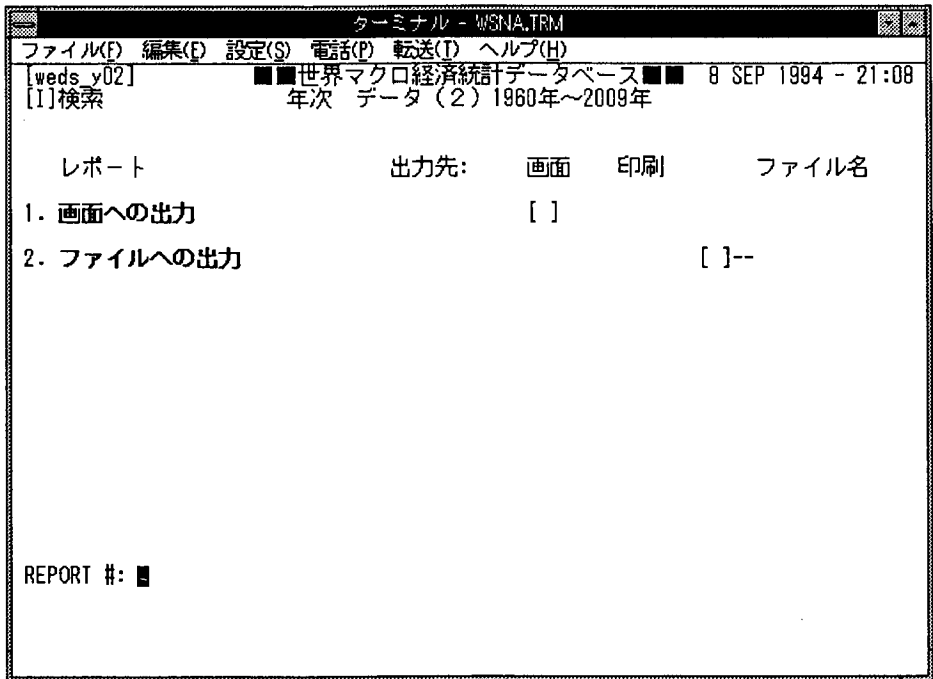 ターミナル - WSNA.TRM
ファイル(F) 編集(E) 設定(S) 電話(P) 転送(T) ヘルプ(H)
[weds_y02] ■■世界マクロ経済統計データベース■■ 8 SEP 1994 - 21:08
[I]検索 年次 データ(2)1960年～2009年
レポート 出力先: 画面 印刷 ファイル名
1. 画面への出力 [ ]
2. ファイルへの出力 [ ]--
REPORT #: